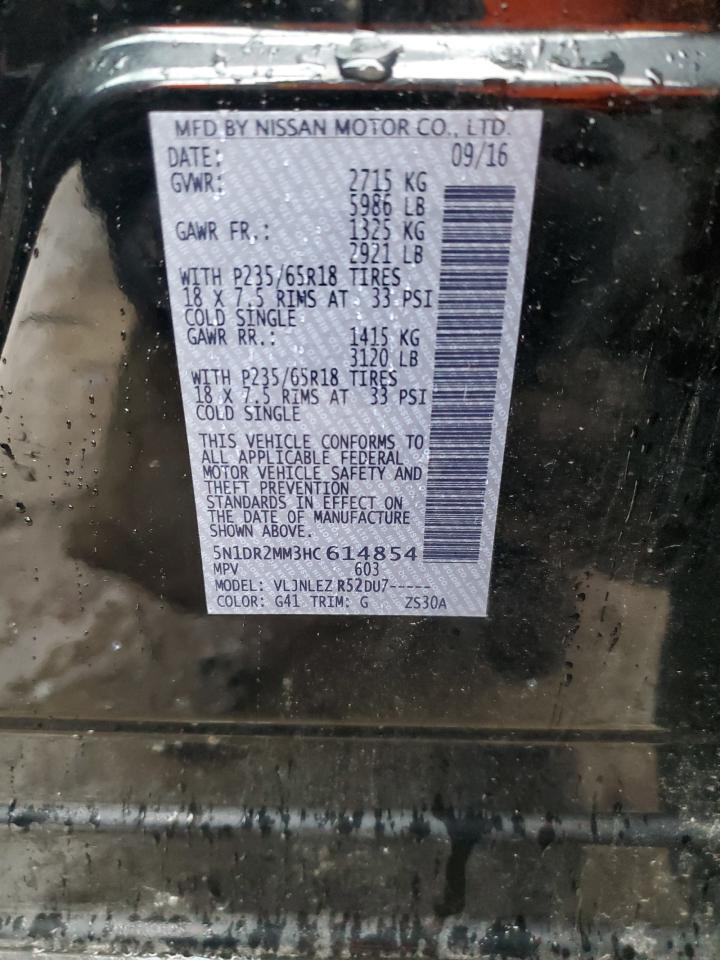 MFD BY NISSAN MOTOR CO., LTD.
DATE: 09/16
GVWR: 2715 KG
5986 LB
GAWR FR.: 1325 KG
2921 LB
WITH P235/65R18 TIRES
18 X 7.5 RIMS AT 33 PSI
COLD SINGLE
GAWR RR.: 1415 KG
3120 LB
WITH P235/65R18 TIRES
18 X 7.5 RIMS AT 33 PSI
COLD SINGLE
THIS VEHICLE CONFORMS TO
ALL APPLICABLE FEDERAL
MOTOR VEHICLE SAFETY AND
THEFT PREVENTION
STANDARDS IN EFFECT ON
THE DATE OF MANUFACTURE
SHOWN ABOVE.
5N1DR2MM3HC614854
MPV 603
MODEL: VLJNLEZ R52DU7-----
COLOR: G41 TRIM: G ZS30A